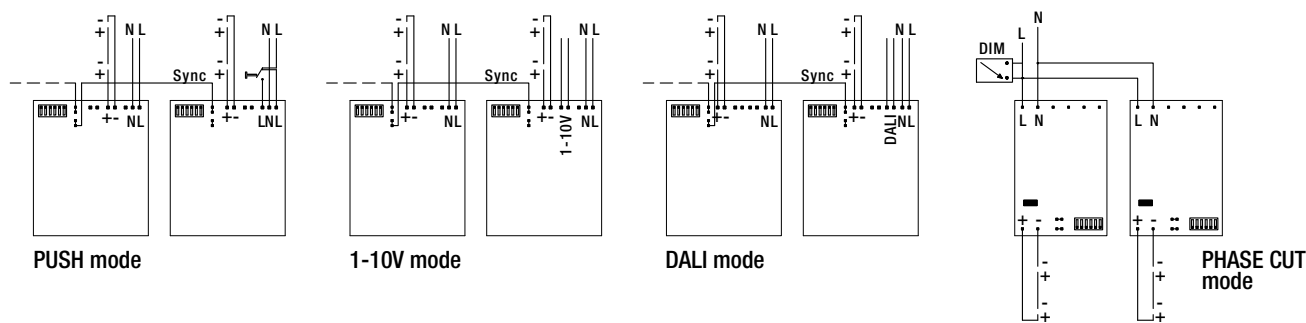 - + - +
N L
- + - +
N L
Sync
+- NL
+- LNL
PUSH mode
- + - +
N L
- + - +
N L
Sync
+- NL
+- 1-10V NL
1-10V mode
- + - +
N L
- + - +
N L
Sync
+- NL
+- DALI NL
DALI mode
N
L
DIM
L N
L N
+ -
+ -
- + - +
- + - +
PHASE CUT
mode